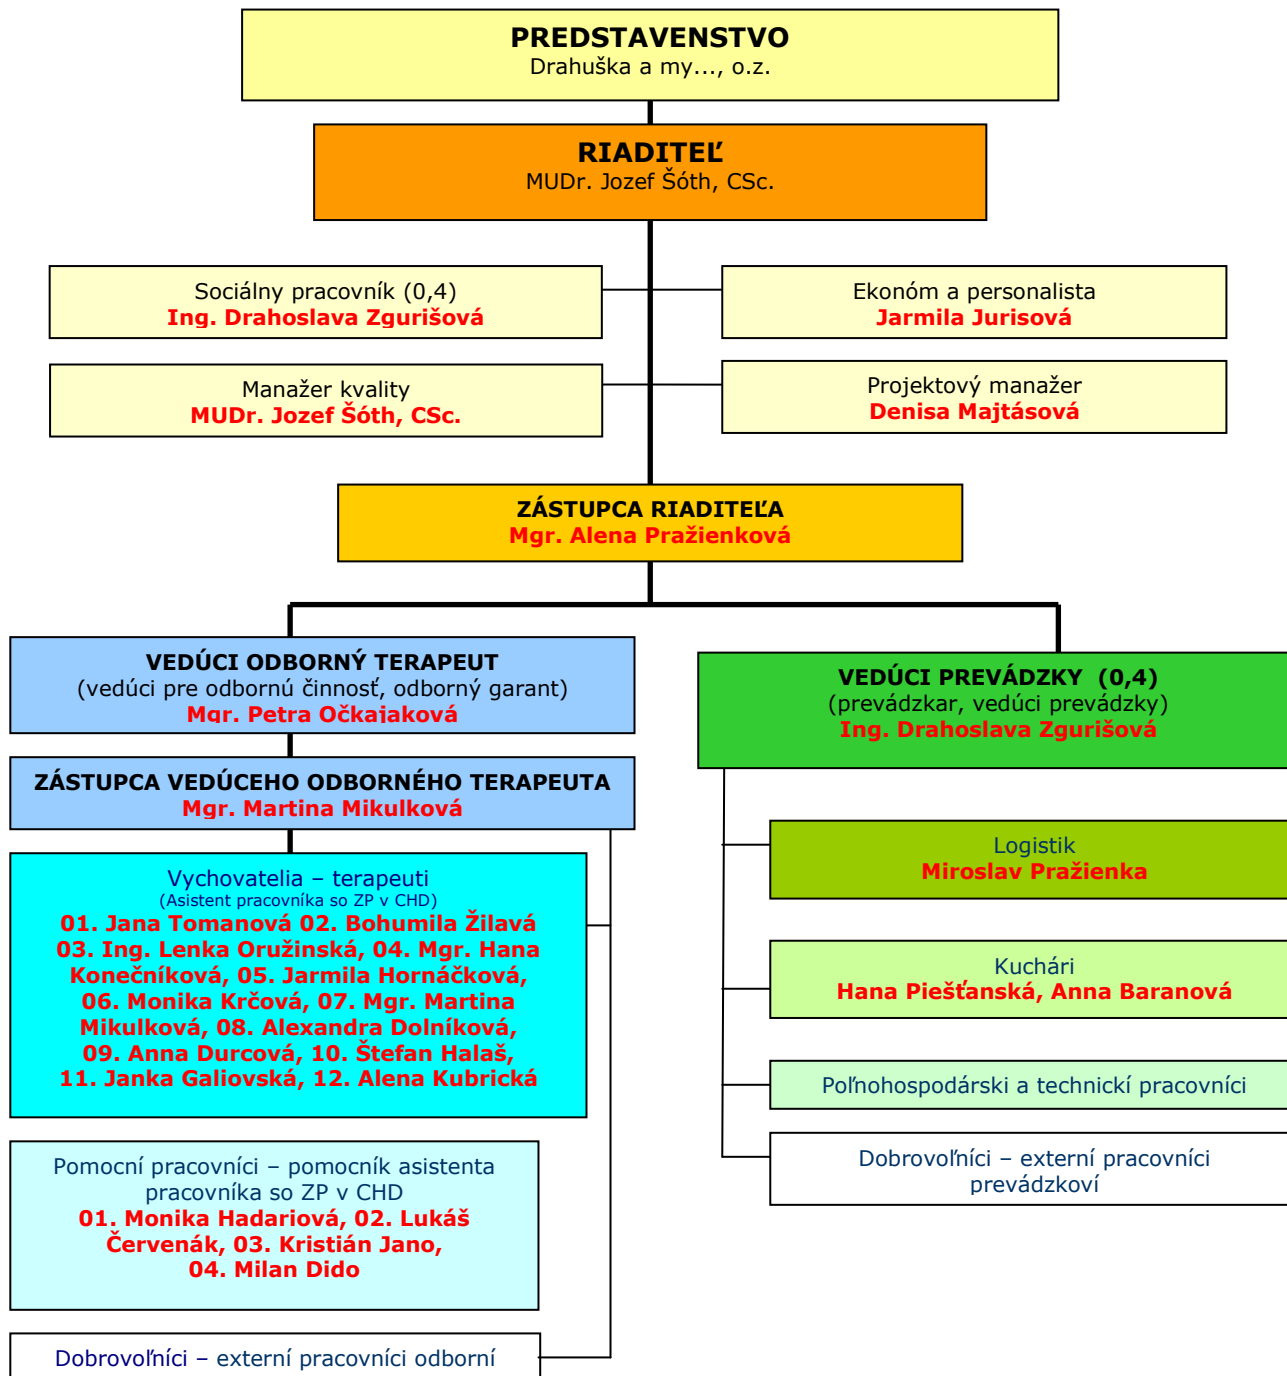 PREDSTAVENSTVO
Drahuška a my..., o.z.
RIADITEĽ
MUDr. Jozef Šóth, CSc.
Sociálny pracovník (0,4)
Ing. Drahoslava Zgurišová
Ekonóm a personalista
Jarmila Jurisová
Manažer kvality
MUDr. Jozef Šóth, CSc.
Projektový manažer
Denisa Majtásová
ZÁSTUPCA RIADITEĽA
Mgr. Alena Pražienková
VEDÚCI ODBORNÝ TERAPEUT
(vedúci pre odbornú činnosť, odborný garant)
Mgr. Petra Očkajaková
ZÁSTUPCA VEDÚCEHO ODBORNÉHO TERAPEUTA
Mgr. Martina Mikulková
Vychovatelia – terapeuti
(Asistent pracovníka so ZP v CHD)
01. Jana Tomanová 02. Bohumila Žilavá
03. Ing. Lenka Oružinská, 04. Mgr. Hana
Konečníková, 05. Jarmila Hornáčková,
06. Monika Krčová, 07. Mgr. Martina
Mikulková, 08. Alexandra Dolníková,
09. Anna Durcová, 10. Štefan Halaš,
11. Janka Galiovská, 12. Alena Kubrická
Pomocní pracovníci – pomocník asistenta
pracovníka so ZP v CHD
01. Monika Hadariová, 02. Lukáš
Červenák, 03. Kristián Jano,
04. Milan Dido
Dobrovoľníci – externí pracovníci odborní
VEDÚCI PREVÁDZKY (0,4)
(prevádzkar, vedúci prevádzky)
Ing. Drahoslava Zgurišová
Logistik
Miroslav Pražienka
Kuchári
Hana Piešťanská, Anna Baranová
Poľnohospodárski a technickí pracovníci
Dobrovoľníci – externí pracovníci
prevádzkoví